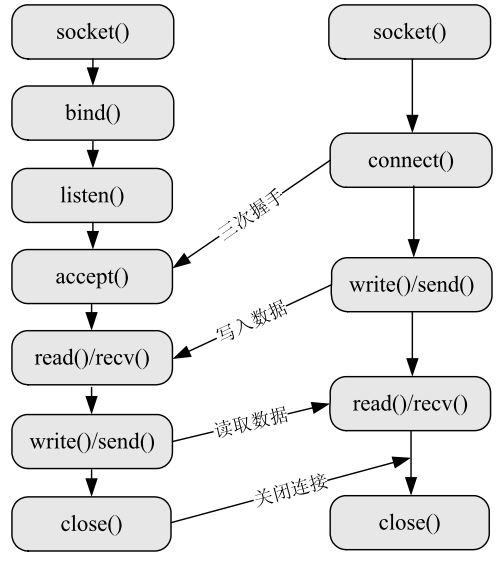 socket()
socket()
bind()
connect()
listen()
三次握手
accept()
write()/send()
写入数据
read()/recv()
read()/recv()
读取数据
write()/send()
关闭连接
close()
close()